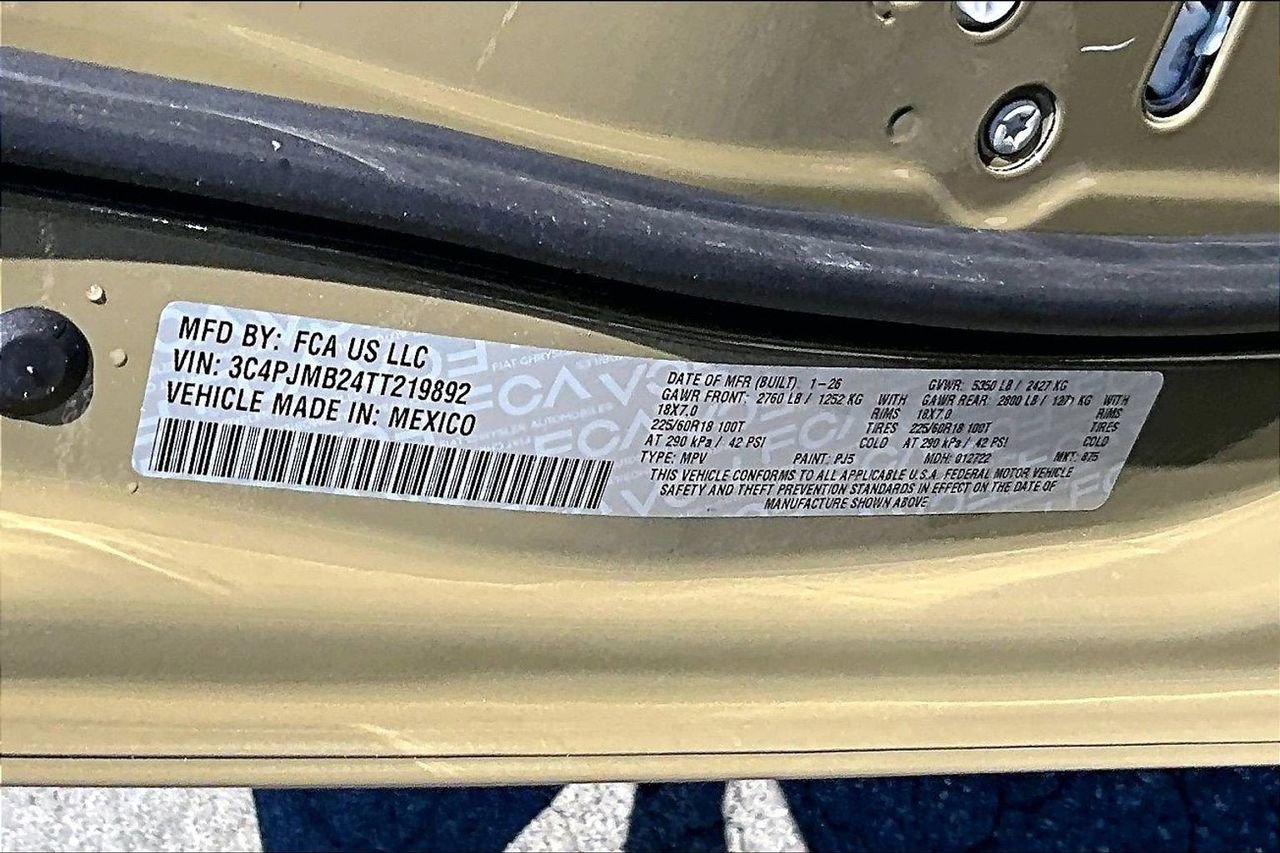 MFD BY: FCA US LLC
VIN: 3C4PJMB24TT219892
VEHICLE MADE IN: MEXICO
DATE OF MFR (BUILT): 1-26 GVWR: 5350 LB / 2427 KG
GAWR FRONT: 2760 LB / 1252 KG WITH GAWR REAR: 2800 LB / 1271 KG WITH
18X7.0 RIMS 18X7.0 RIMS
225/60R18 100T TIRES 225/60R18 100T TIRES
AT 290 kPa / 42 PSI COLD AT 290 kPa / 42 PSI COLD
TYPE: MPV PAINT: PJ5 MDH: 012722 MKT: 875
THIS VEHICLE CONFORMS TO ALL APPLICABLE U.S.A. FEDERAL MOTOR VEHICLE
SAFETY AND THEFT PREVENTION STANDARDS IN EFFECT ON THE DATE OF
MANUFACTURE SHOWN ABOVE